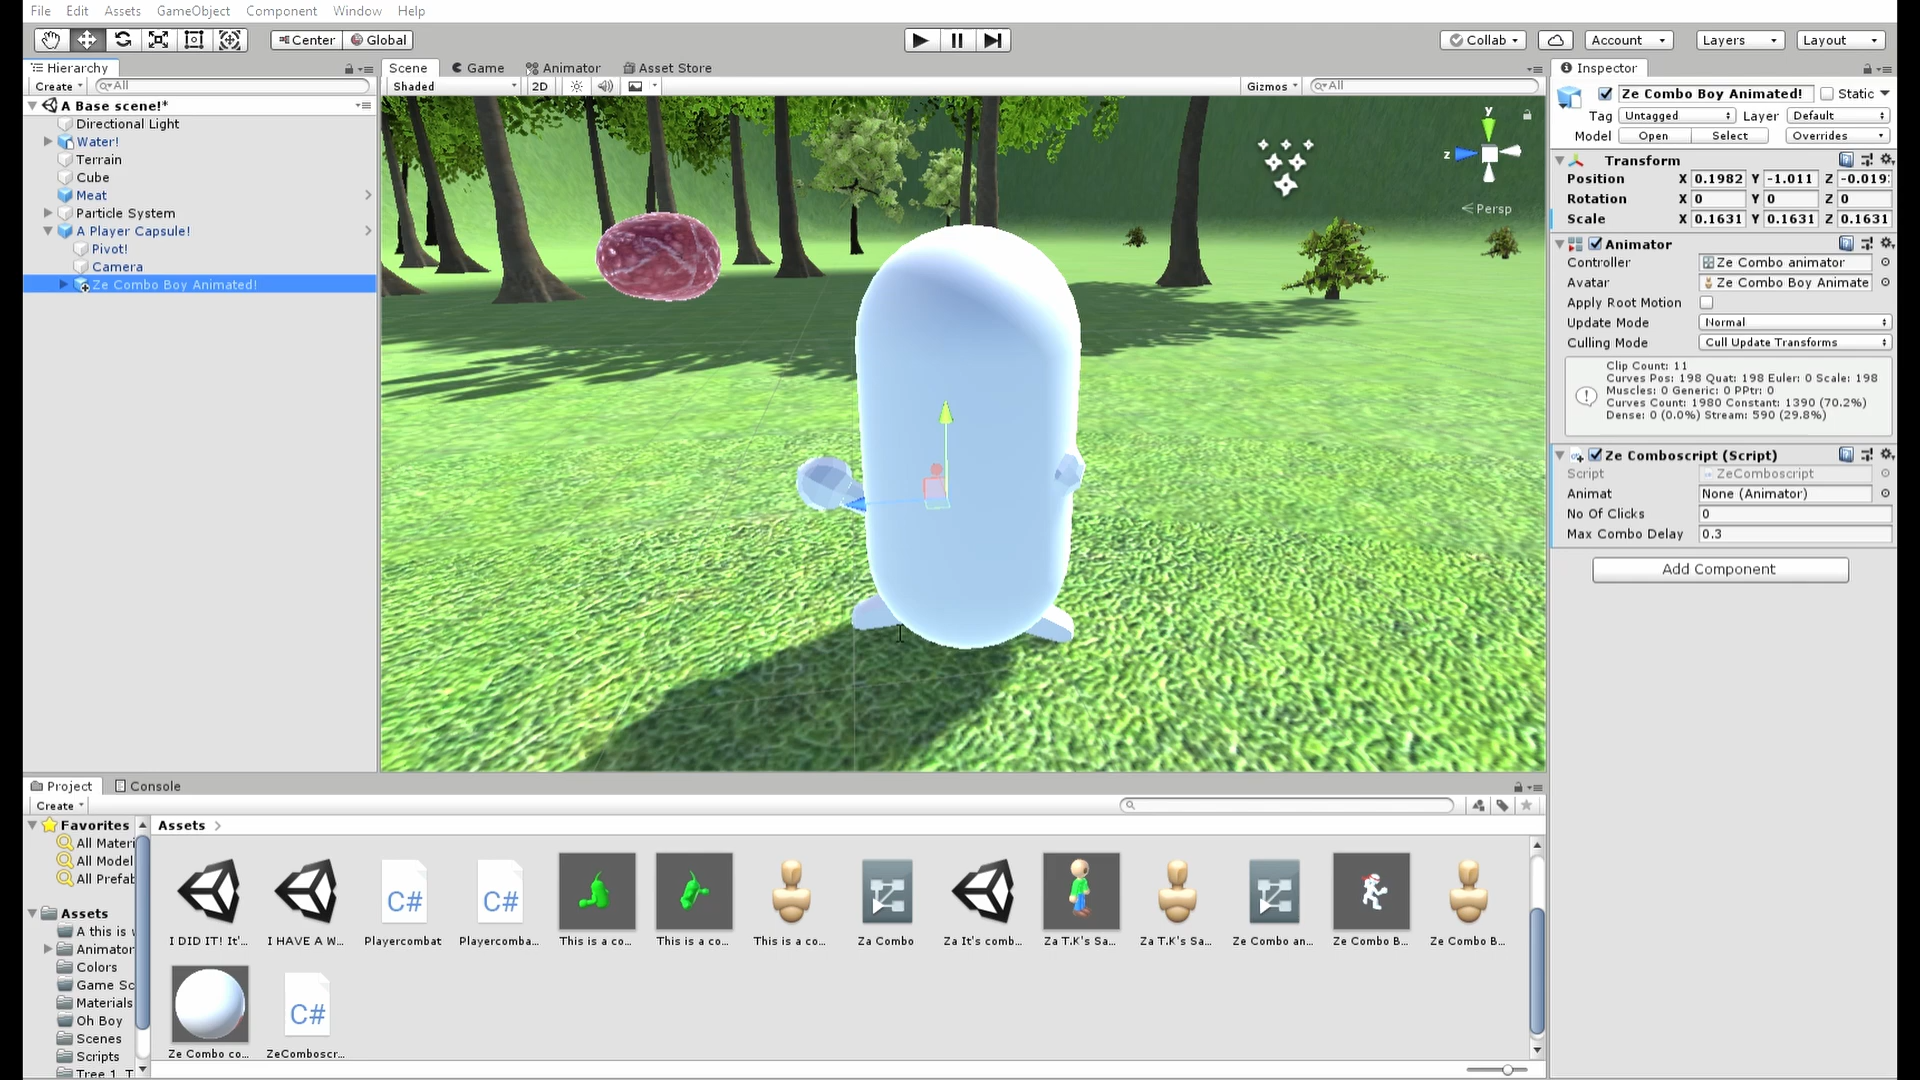 File Edit Assets GameObject Component Window Help
Center Global Collab Account Layers Layout
Hierarchy
Create All
A Base scene!*
Directional Light
Water!
Terrain
Cube
Meat
Particle System
A Player Capsule!
Pivot!
Camera
Ze Combo Boy Animated!
Scene Game Animator Asset Store
Shaded 2D Gizmos All
y
z
Persp
Inspector
Ze Combo Boy Animated! Static
Tag Untagged Layer Default
Model Open Select Overrides
Transform
Position X 0.1982 Y -1.011 Z -0.019
Rotation X 0 Y 0 Z 0
Scale X 0.1631 Y 0.1631 Z 0.1631
Animator
Controller Ze Combo animator
Avatar Ze Combo Boy Animate
Apply Root Motion
Update Mode Normal
Culling Mode Cull Update Transforms
Clip Count: 11
Curves Pos: 198 Quat: 198 Euler: 0 Scale: 198
Muscles: 0 Generic: 0 PPtr: 0
Curves Count: 1980 Constant: 1390 (70.2%)
Dense: 0 (0.0%) Stream: 590 (29.8%)
Ze Comboscript (Script)
Script ZeComboscript
Animat None (Animator)
No Of Clicks 0
Max Combo Delay 0.3
Add Component
Project Console
Create
Favorites
All Materi
All Model
All Prefab
Assets
A this is v
Animator
Colors
Game Sc
Materials
Oh Boy
Scenes
Scripts
Tree 1 T
Assets
C# C#
I DID IT! It'... I HAVE A W... Playercombat Playercomba... This is a co... This is a co... This is a co... Za Combo Za It's comb... Za T.K's Sa... Za T.K's Sa... Ze Combo an... Ze Combo B... Ze Combo B...
C#
Ze Combo co... ZeComboscr...